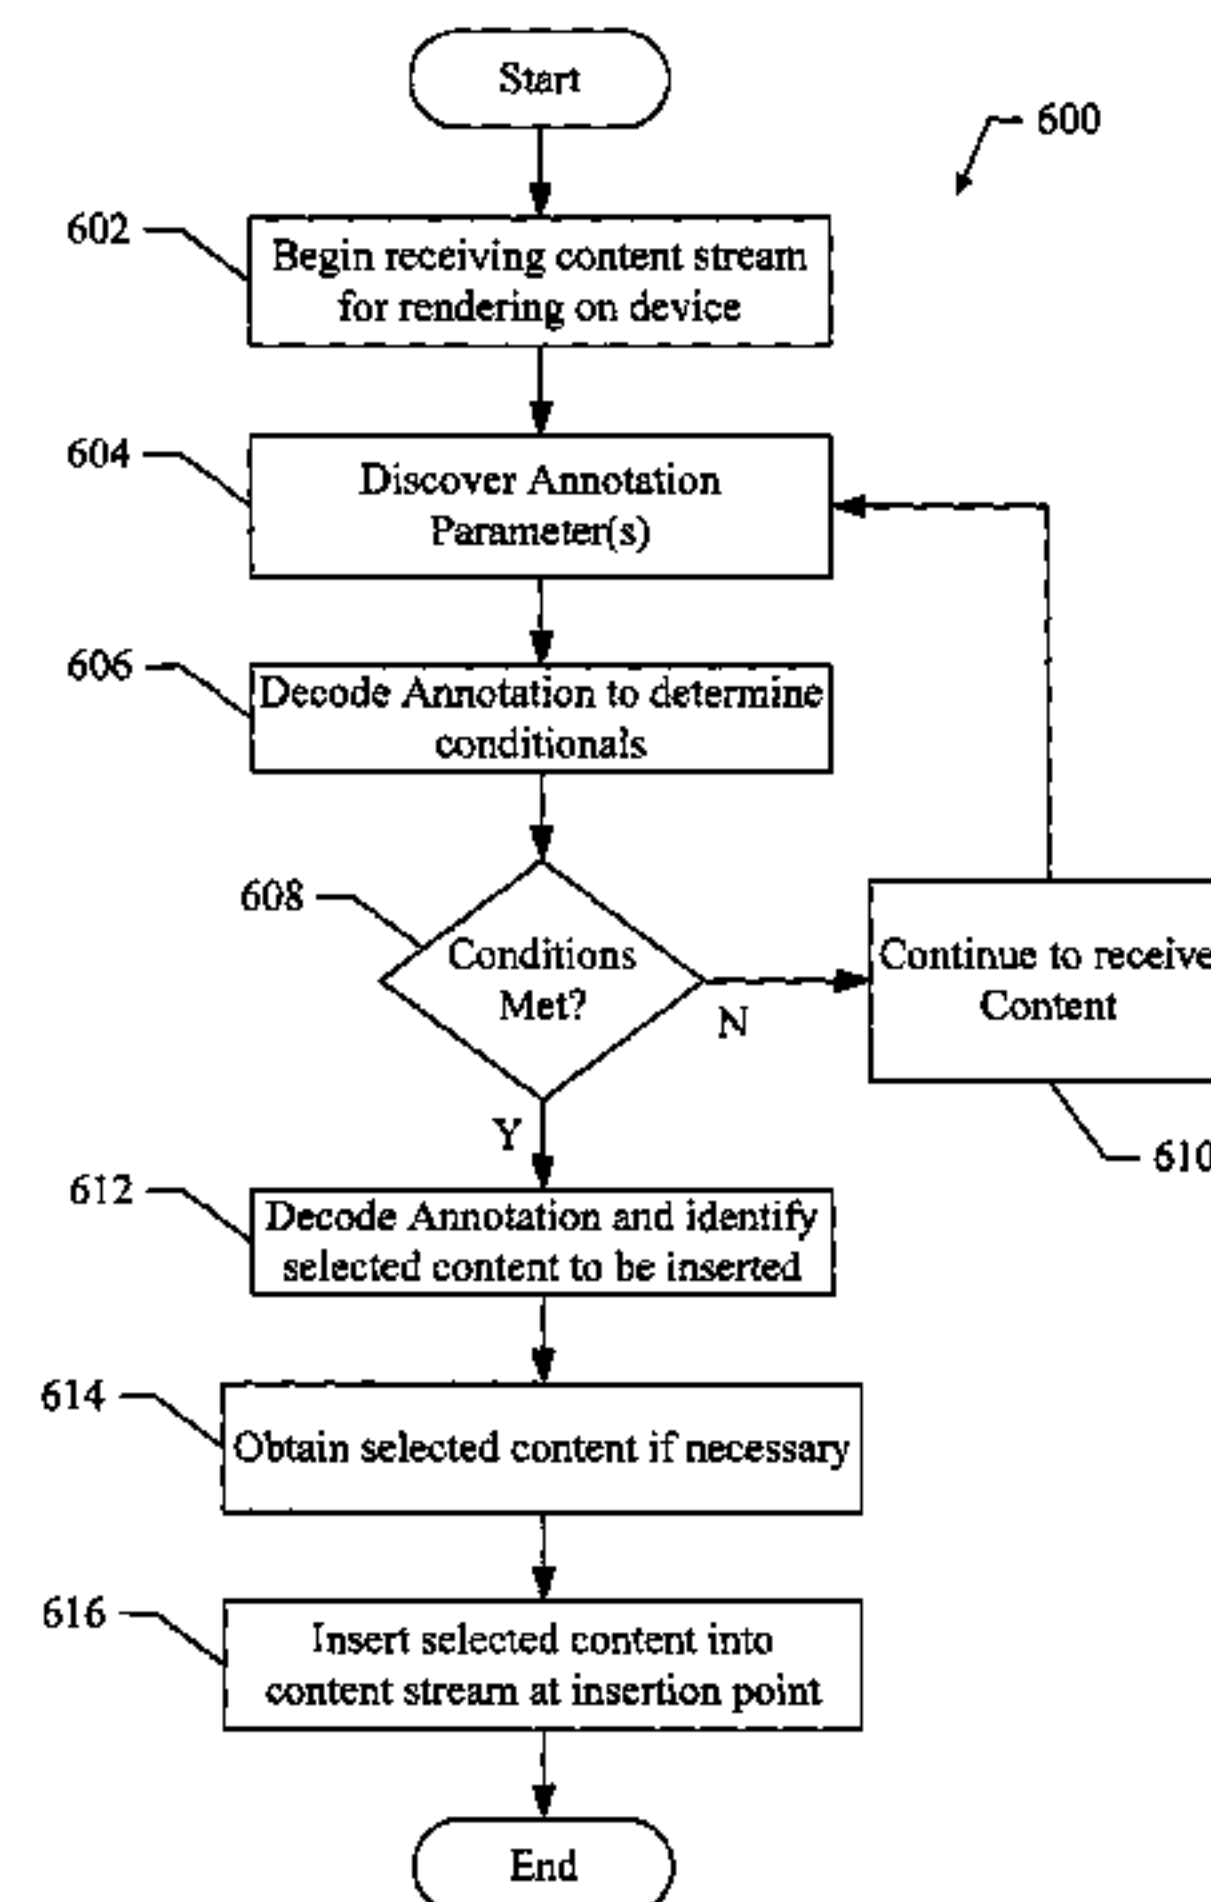 Start
600
602
Begin receiving content stream
for rendering on device
604
Discover Annotation
Parameter(s)
606
Decode Annotation to determine
conditionals
608
Conditions
Met?
N
Continue to receive
Content
610
Y
612
Decode Annotation and identify
selected content to be inserted
614
Obtain selected content if necessary
616
Insert selected content into
content stream at insertion point
End